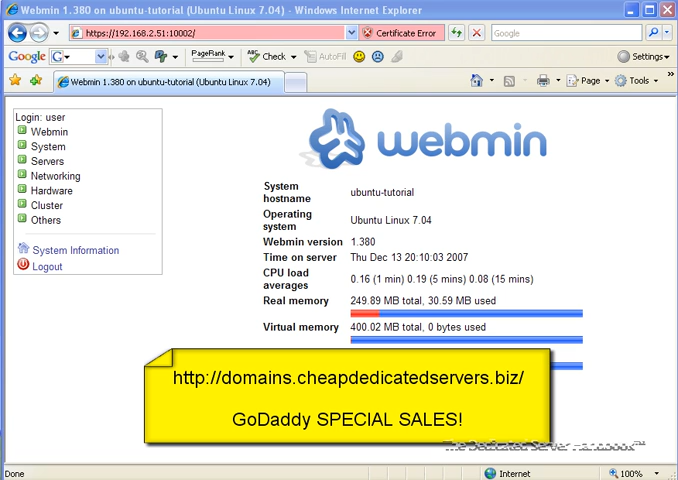 Webmin 1.380 on ubuntu-tutorial (Ubuntu Linux 7.04) - Windows Internet Explorer
https://192.168.2.51:10002/
Certificate Error
Google
Google
G
PageRank
Check
AutoFill
Settings
Webmin 1.380 on ubuntu-tutorial (Ubuntu Linux 7.04)
Page
Tools
Login: user
Webmin
System
Servers
Networking
Hardware
Cluster
Others
System Information
Logout
webmin
System hostname ubuntu-tutorial
Operating system Ubuntu Linux 7.04
Webmin version 1.380
Time on server Thu Dec 13 20:10:03 2007
CPU load averages 0.16 (1 min) 0.19 (5 mins) 0.08 (15 mins)
Real memory 249.89 MB total, 30.59 MB used
Virtual memory 400.02 MB total, 0 bytes used
http://domains.cheapdedicatedservers.biz/
GoDaddy SPECIAL SALES!
The Dedicated Server Handbook™
Done
Internet
100%